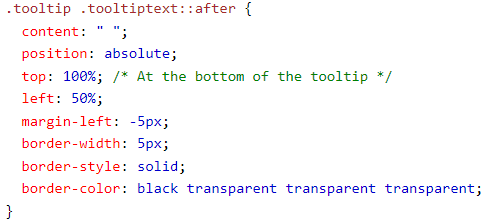 .tooltip .tooltiptext::after {
  content: " ";
  position: absolute;
  top: 100%; /* At the bottom of the tooltip */
  left: 50%;
  margin-left: -5px;
  border-width: 5px;
  border-style: solid;
  border-color: black transparent transparent transparent;
}